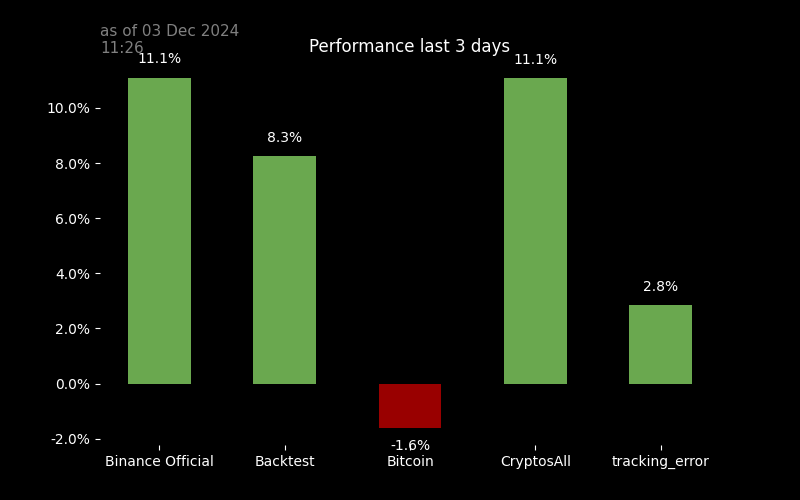 as of 03 Dec 2024
11:26
Performance last 3 days
11.1%
8.3%
-1.6%
11.1%
2.8%
10.0%
8.0%
6.0%
4.0%
2.0%
0.0%
-2.0%
Binance Official
Backtest
Bitcoin
CryptosAll
tracking_error